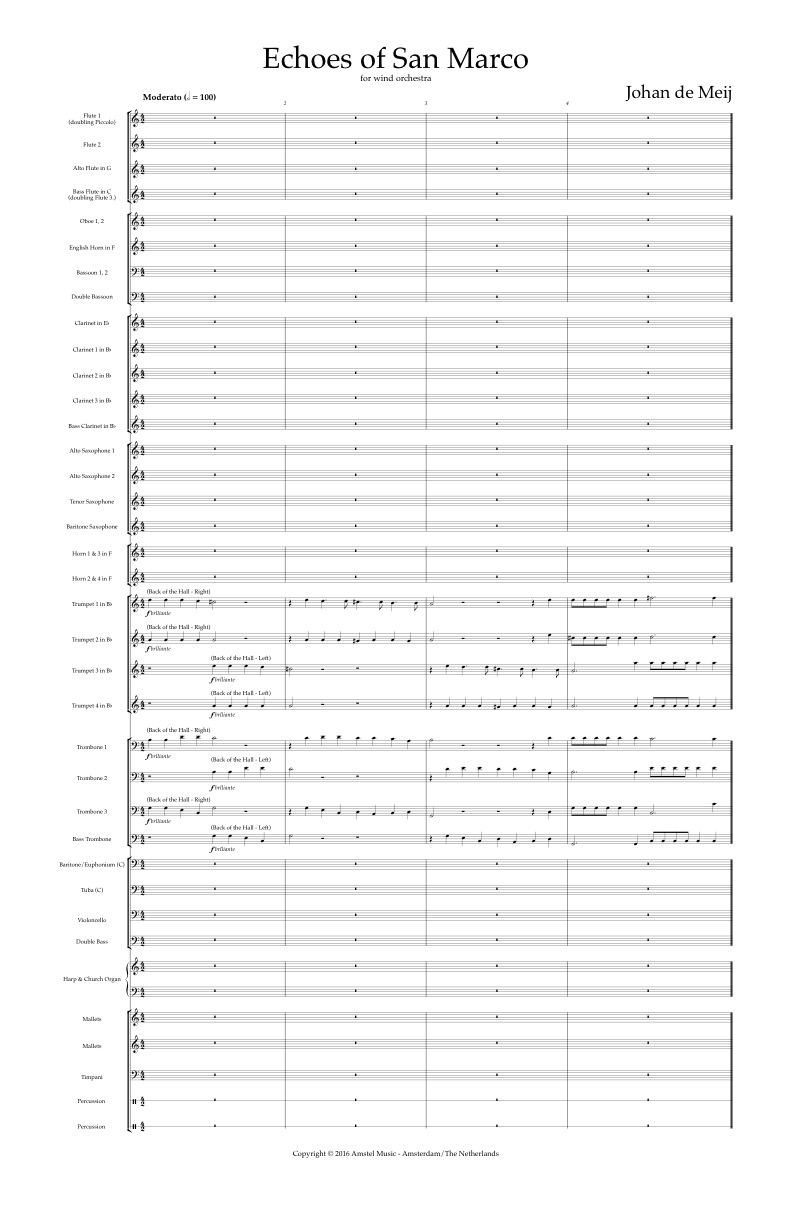 Echoes of San Marco
for wind orchestra
Johan de Meij
Moderato (𝅗𝅥 = 100)
2 3 4
Flute 1
(doubling Piccolo)
Flute 2
Alto Flute in G
Bass Flute in C
(doubling Flute 3.)
Oboe 1, 2
English Horn in F
Bassoon 1, 2
Double Bassoon
Clarinet in E♭
Clarinet 1 in B♭
Clarinet 2 in B♭
Clarinet 3 in B♭
Bass Clarinet in B♭
Alto Saxophone 1
Alto Saxophone 2
Tenor Saxophone
Baritone Saxophone
Horn 1 & 3 in F
Horn 2 & 4 in F
(Back of the Hall - Right)
Trumpet 1 in B♭
f brilliante
(Back of the Hall - Right)
Trumpet 2 in B♭
f brilliante
(Back of the Hall - Left)
Trumpet 3 in B♭
f brilliante
(Back of the Hall - Left)
Trumpet 4 in B♭
f brilliante
(Back of the Hall - Right)
Trombone 1
f brilliante
(Back of the Hall - Left)
Trombone 2
f brilliante
(Back of the Hall - Right)
Trombone 3
f brilliante
(Back of the Hall - Left)
Bass Trombone
f brilliante
Baritone/Euphonium (C)
Tuba (C)
Violoncello
Double Bass
Harp & Church Organ
Mallets
Mallets
Timpani
Percussion
Percussion
Copyright © 2016 Amstel Music - Amsterdam/The Netherlands